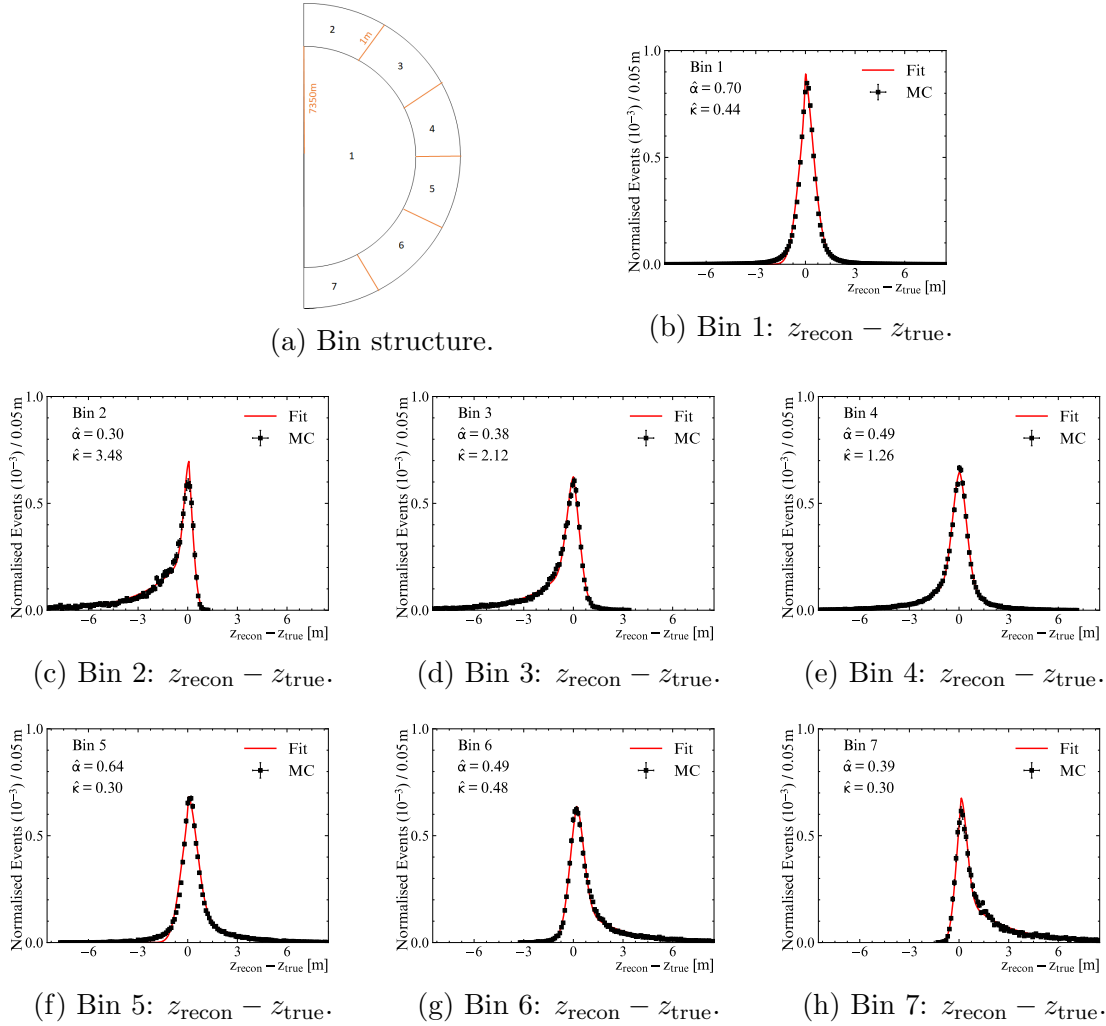 2
3
4
5
6
7
1
1m
7350m
(a) Bin structure.
Normalised Events (10⁻³) / 0.05 m
1.0
0.5
0.0
Bin 1
α̂ = 0.70
κ̂ = 0.44
Fit
MC
−6 −3 0 3 6
z_recon − z_true [m]
(b) Bin 1: z_recon − z_true.
Normalised Events (10⁻³) / 0.05 m
1.0
0.5
0.0
Bin 2
α̂ = 0.30
κ̂ = 3.48
Fit
MC
−6 −3 0 3 6
z_recon − z_true [m]
(c) Bin 2: z_recon − z_true.
Normalised Events (10⁻³) / 0.05 m
1.0
0.5
0.0
Bin 3
α̂ = 0.38
κ̂ = 2.12
Fit
MC
−6 −3 0 3 6
z_recon − z_true [m]
(d) Bin 3: z_recon − z_true.
Normalised Events (10⁻³) / 0.05 m
1.0
0.5
0.0
Bin 4
α̂ = 0.49
κ̂ = 1.26
Fit
MC
−6 −3 0 3 6
z_recon − z_true [m]
(e) Bin 4: z_recon − z_true.
Normalised Events (10⁻³) / 0.05 m
1.0
0.5
0.0
Bin 5
α̂ = 0.64
κ̂ = 0.30
Fit
MC
−6 −3 0 3 6
z_recon − z_true [m]
(f) Bin 5: z_recon − z_true.
Normalised Events (10⁻³) / 0.05 m
1.0
0.5
0.0
Bin 6
α̂ = 0.49
κ̂ = 0.48
Fit
MC
−6 −3 0 3 6
z_recon − z_true [m]
(g) Bin 6: z_recon − z_true.
Normalised Events (10⁻³) / 0.05 m
1.0
0.5
0.0
Bin 7
α̂ = 0.39
κ̂ = 0.30
Fit
MC
−6 −3 0 3 6
z_recon − z_true [m]
(h) Bin 7: z_recon − z_true.